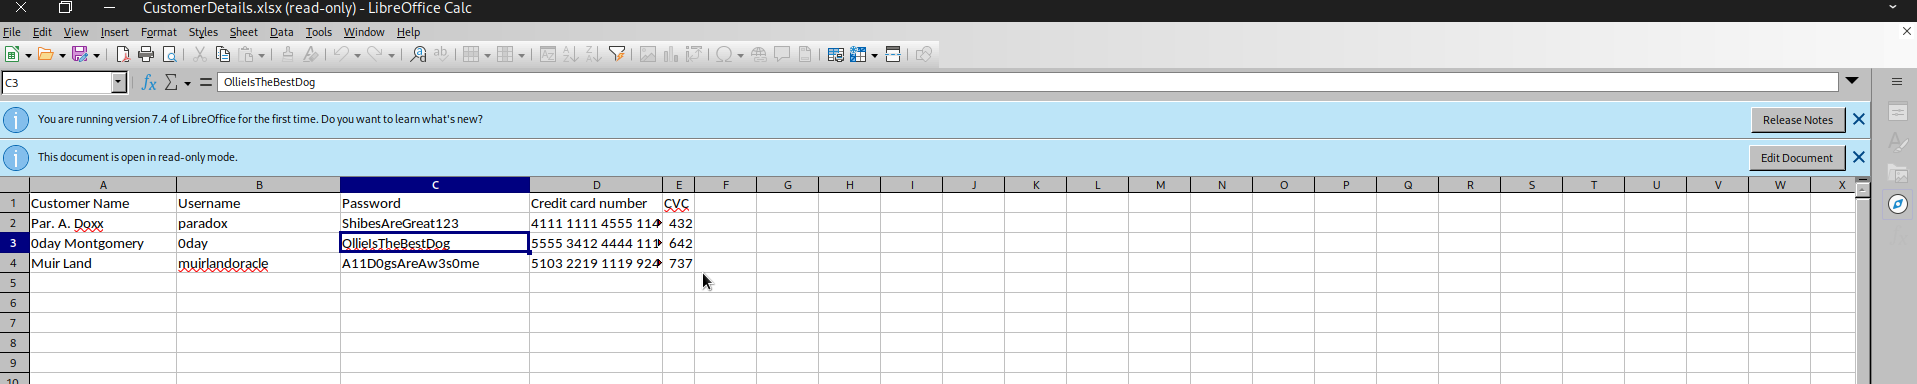 CustomerDetails.xlsx (read-only) - LibreOffice Calc
File Edit View Insert Format Styles Sheet Data Tools Window Help
C3 fx Σ = OllieIsTheBestDog
You are running version 7.4 of LibreOffice for the first time. Do you want to learn what's new? Release Notes
This document is open in read-only mode. Edit Document
A B C D E F G H I J K L M N O P Q R S T U V W X
1 Customer Name Username Password Credit card number CVC
2 Par. A. Doxx paradox ShibesAreGreat123 4111 1111 4555 114 432
3 0day Montgomery 0day OllieIsTheBestDog 5555 3412 4444 111 642
4 Muir Land muirlandoracle A11D0gsAreAw3s0me 5103 2219 1119 924 737
5
6
7
8
9
10